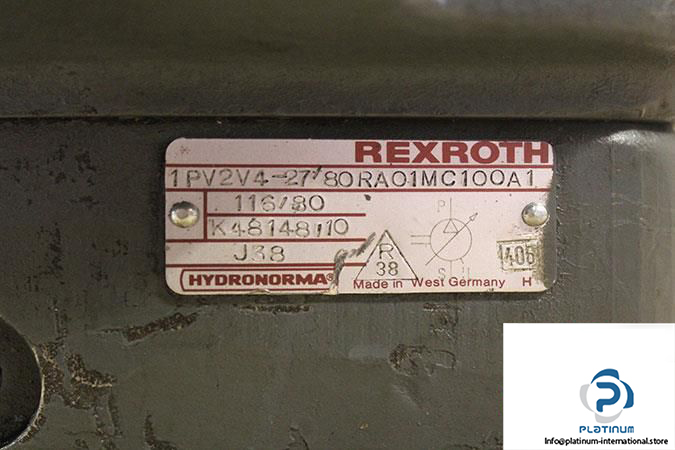 REXROTH
1PV2V4-27/80RA01MC100A1
116/80
K48148/10
J38
P
S
R
38
405
HYDRONORMA®
Made in West Germany H
PLATINUM
Info@platinum-international.store